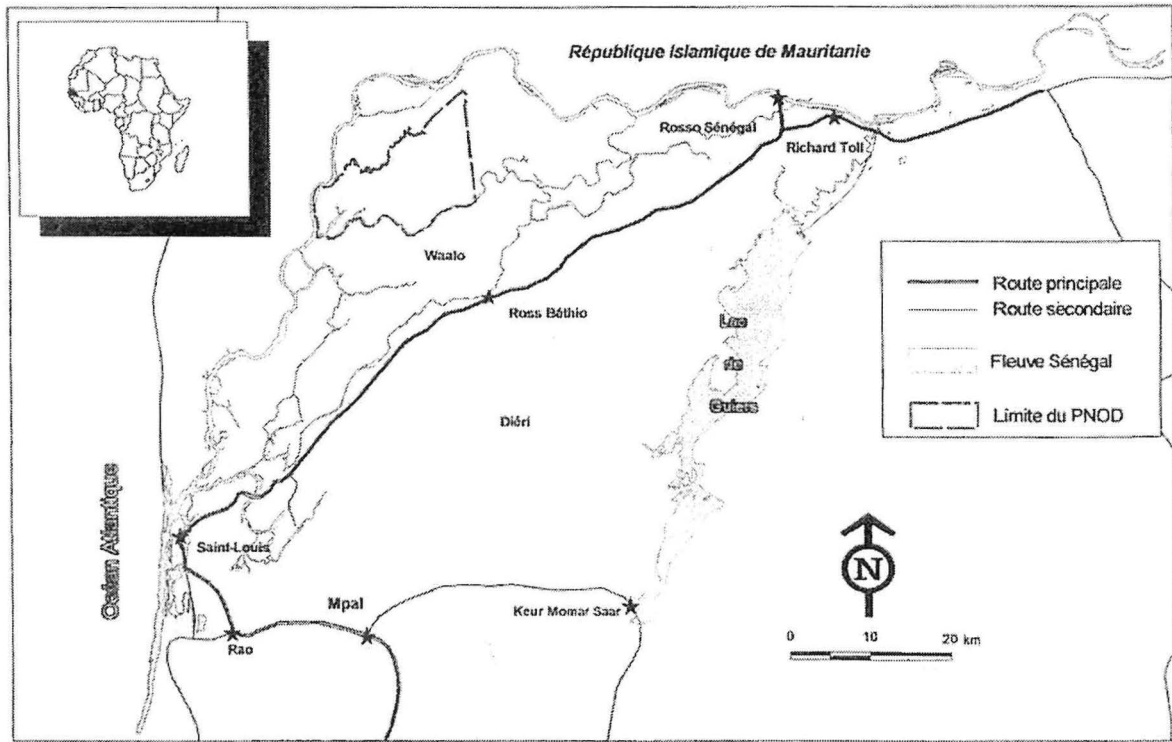 République Islamique de Mauritanie
Rosso Sénégal
Richard Toll
Waalo
Ross Béthio
Lac
de
Guiers
Diéri
Route principale
Route secondaire
Fleuve Sénégal
Limite du PNOD
Océan Atlantique
Saint-Louis
Mpal
Keur Momar Saar
Rao
N
0 10 20 km